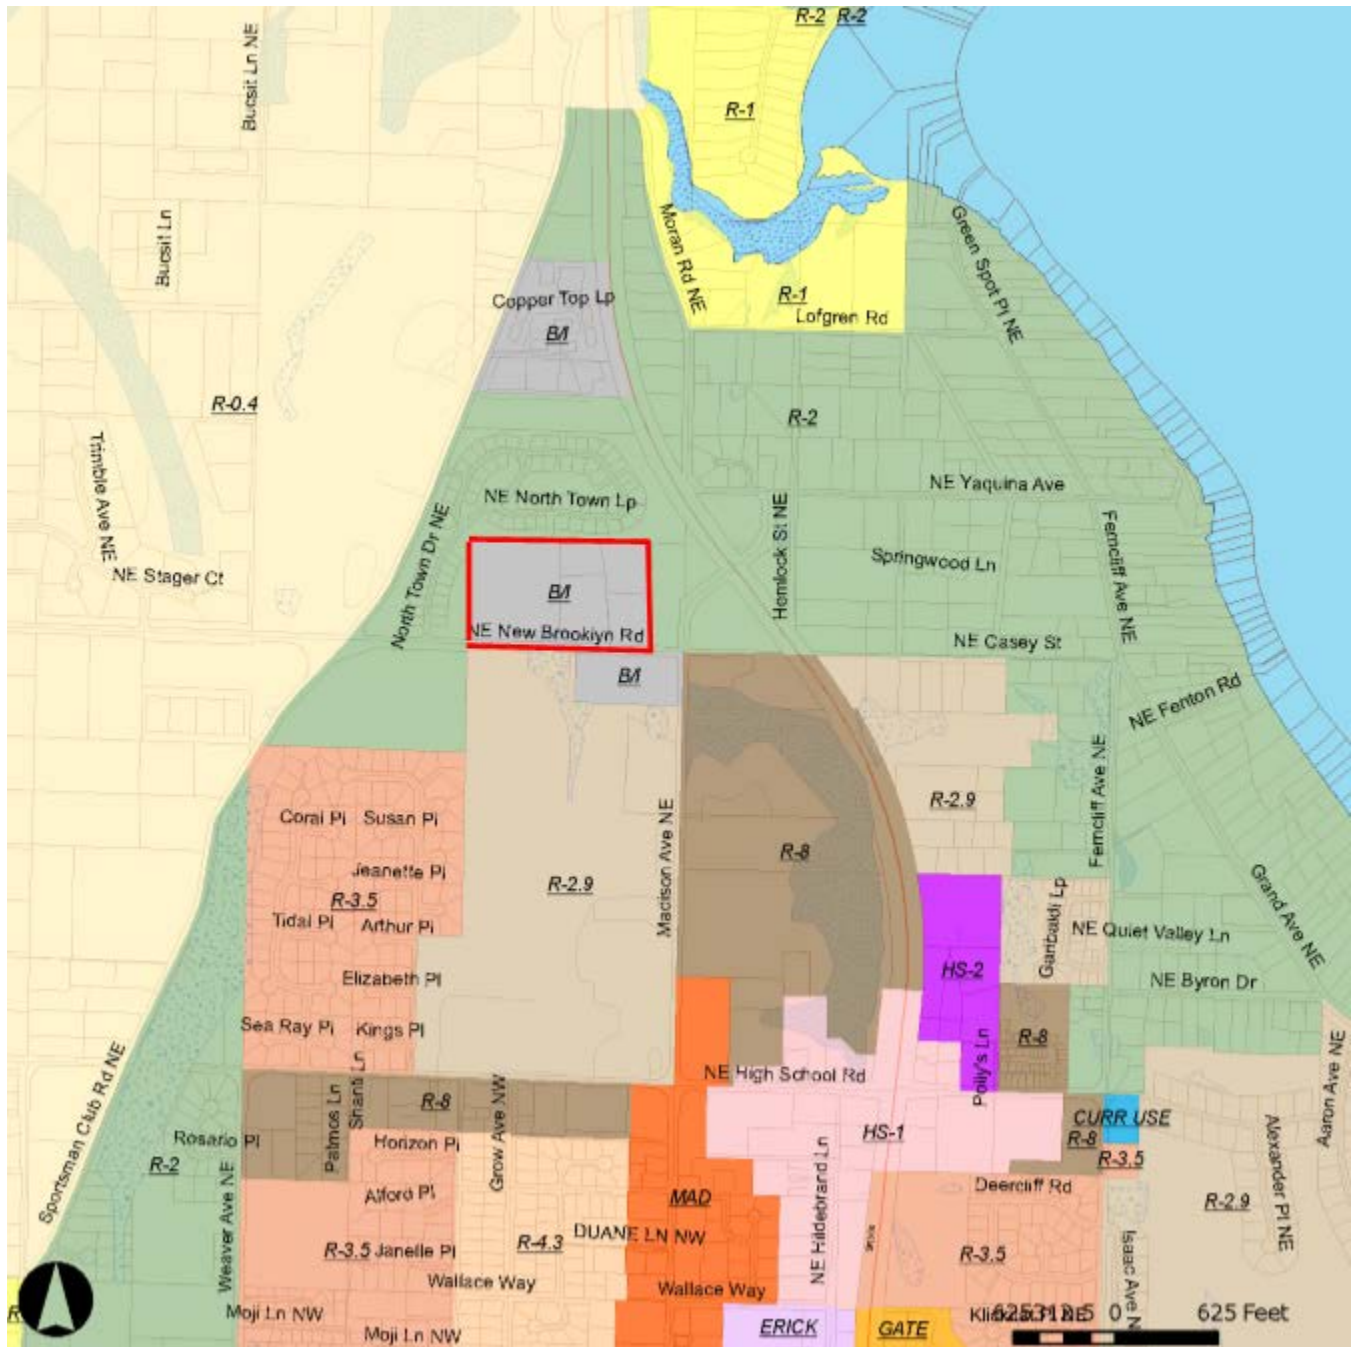 R-2 R-2
Bucsit Ln NE
R-1
Bucsit Ln
Moran Rd NE
Green Spot Pl NE
R-1
Lofgren Rd
Copper Top Lp
B/I
R-0.4
R-2
Trimble Ave NE
NE Stager Ct
NE North Town Lp
NE Yaquina Ave
North Town Dr NE
Hemlock St NE
Springwood Ln
Ferncliff Ave NE
B/I
NE New Brooklyn Rd
NE Casey St
B/I
NE Fenton Rd
Ferncliff Ave NE
Madison Ave NE
R-2.9
Coral Pl Susan Pl
R-8
Jeanette Pl
R-2.9
R-3.5
Tidal Pl Arthur Pl
Garibaldi Lp
Grand Ave NE
NE Quiet Valley Ln
HS-2
Elizabeth Pl
NE Byron Dr
Sea Ray Pl Kings Pl
R-8
Polly's Ln
NE High School Rd
Sportsman Club Rd NE
Patmos Ln
Shanti Ln
R-8
Grow Ave NW
CURR USE
Aaron Ave NE
Alexander Pl NE
Rosario Pl
R-2
Horizon Pl
HS-1
R-8
R-3.5
Weaver Ave NE
Alford Pl
MAD
NE Hildebrand Ln
Deercliff Rd
R-2.9
R-3.5 Janelle Pl
R-4.3
DUANE LN NW
R-3.5
Isaac Ave N
Wallace Way
Wallace Way
Moji Ln NW
Moji Ln NW
ERICK
GATE
0 625 Feet